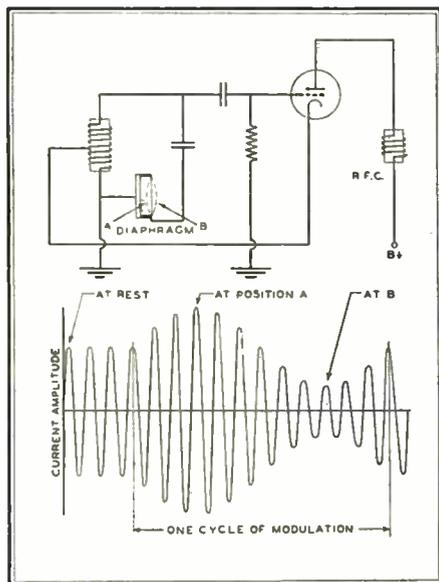 R.F.C.
A DIAPHRAGM B
B+
AT REST
AT POSITION A
AT B
CURRENT AMPLITUDE
ONE CYCLE OF MODULATION